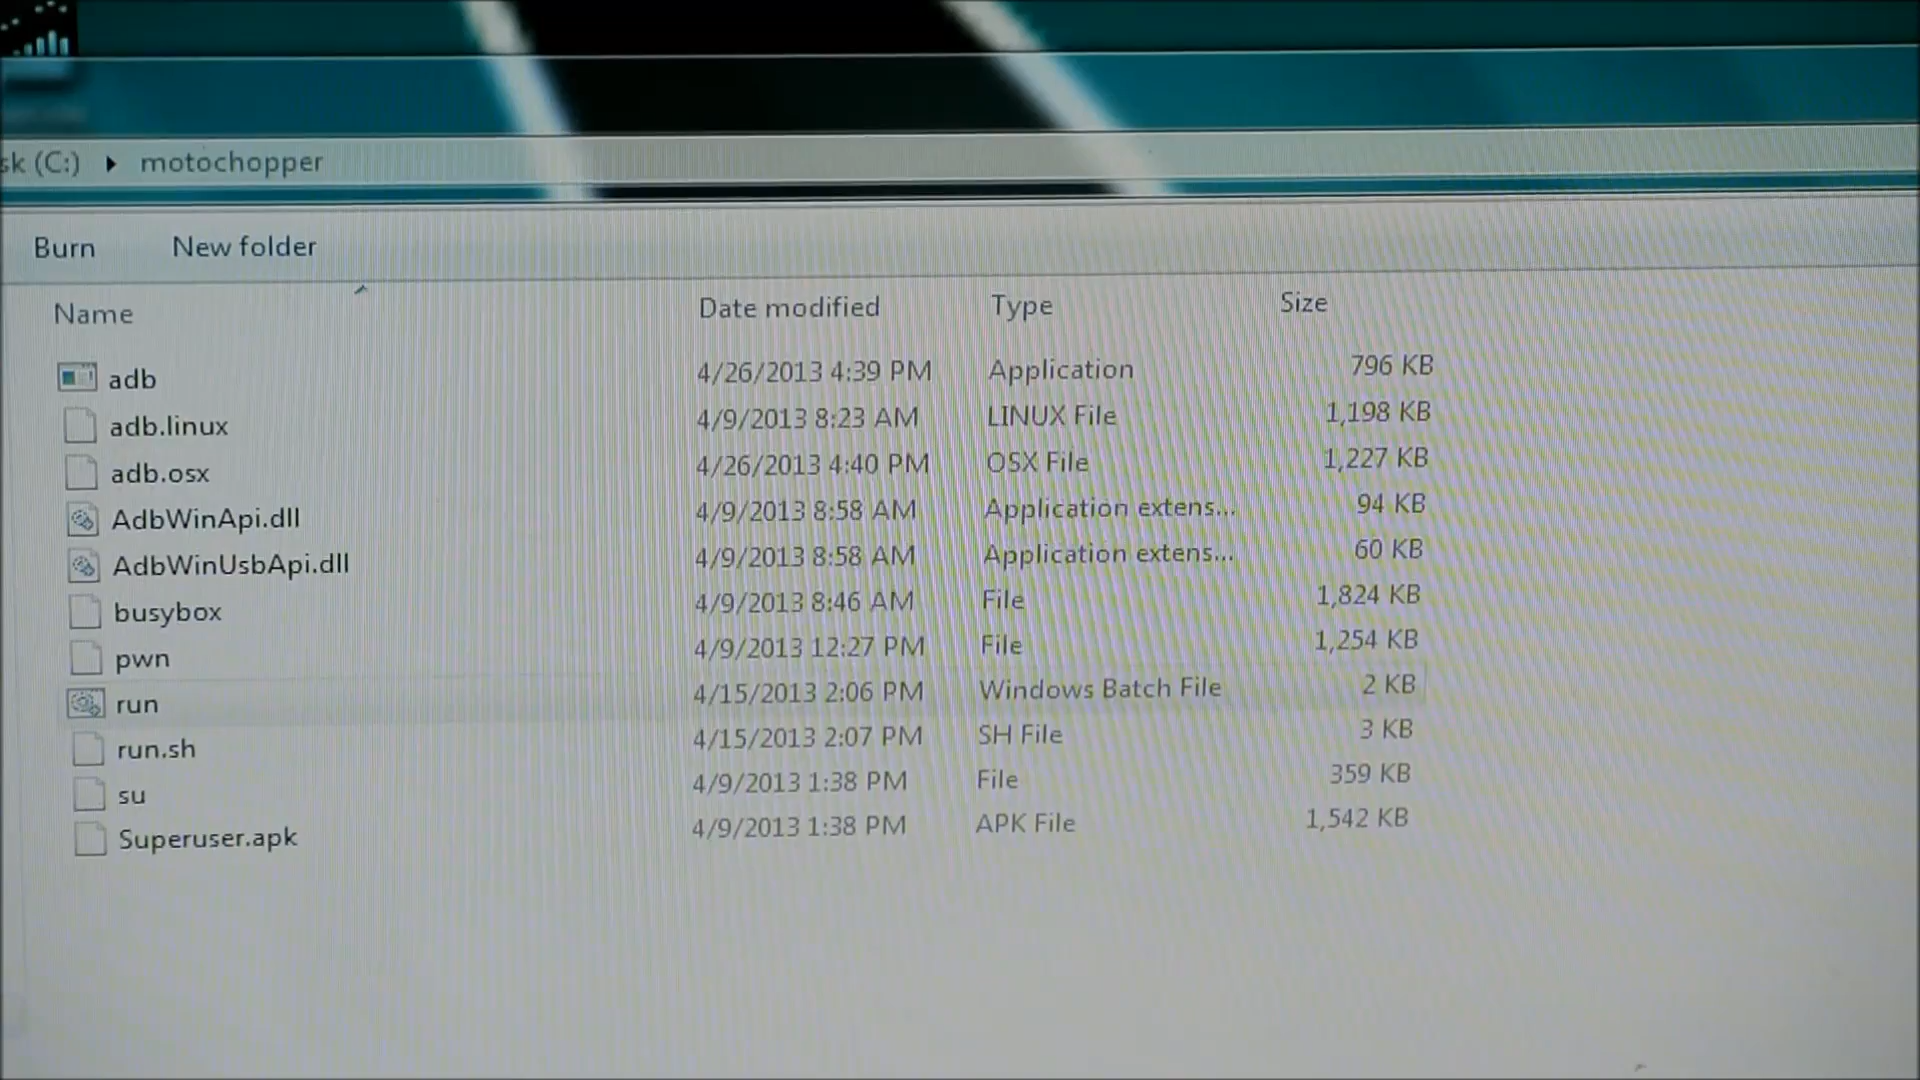 sk (C:) motochopper
Burn New folder
Name Date modified Type Size
adb 4/26/2013 4:39 PM Application 796 KB
adb.linux 4/9/2013 8:23 AM LINUX File 1,198 KB
adb.osx 4/26/2013 4:40 PM OSX File 1,227 KB
AdbWinApi.dll 4/9/2013 8:58 AM Application extens... 94 KB
AdbWinUsbApi.dll 4/9/2013 8:58 AM Application extens... 60 KB
busybox 4/9/2013 8:46 AM File 1,824 KB
pwn 4/9/2013 12:27 PM File 1,254 KB
run 4/15/2013 2:06 PM Windows Batch File 2 KB
run.sh 4/15/2013 2:07 PM SH File 3 KB
su 4/9/2013 1:38 PM File 359 KB
Superuser.apk 4/9/2013 1:38 PM APK File 1,542 KB